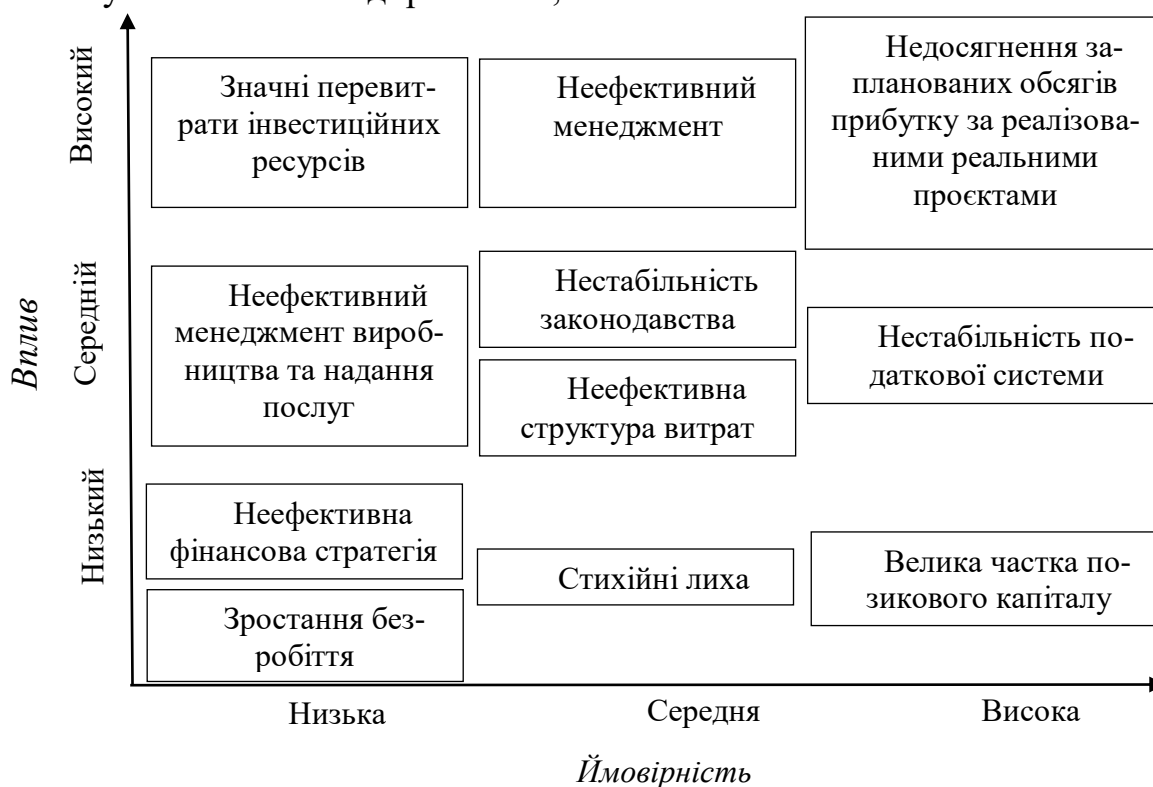 Високий
Значні перевит-
рати інвестиційних
ресурсів
Неефективний
менеджмент
Недосягнення за-
планованих обсягів
прибутку за реалізова-
ними реальними
проєктами
Вплив
Середній
Неефективний
менеджмент вироб-
ництва та надання
послуг
Нестабільність
законодавства
Неефективна
структура витрат
Нестабільність по-
даткової системи
Низький
Неефективна
фінансова стратегія
Зростання без-
робіття
Стихійні лиха
Велика частка по-
зикового капіталу
Низька
Середня
Висока
Ймовірність